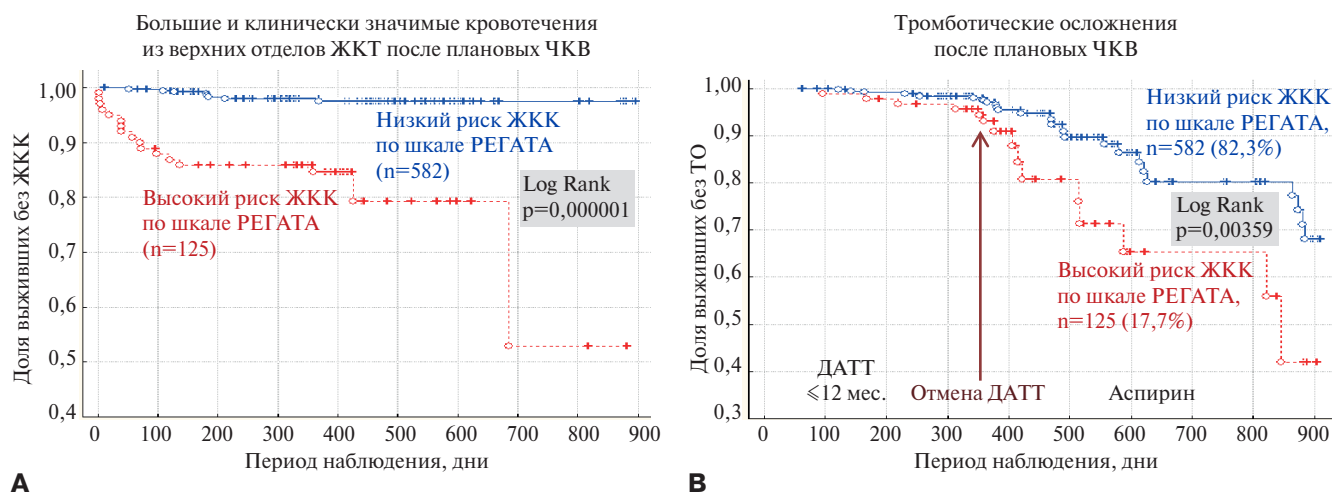 Большие и клинически значимые кровотечения
из верхних отделов ЖКТ после плановых ЧКВ
Доля выживших без ЖКК
1,00
0,9
0,8
0,7
0,6
0,5
0,4
Низкий риск ЖКК
по шкале РЕГАТА
(n=582)
Высокий риск ЖКК
по шкале РЕГАТА
(n=125)
Log Rank
p=0,000001
0 100 200 300 400 500 600 700 800 900
Период наблюдения, дни
А
Тромботические осложнения
после плановых ЧКВ
Доля выживших без ТО
1,00
0,9
0,8
0,7
0,6
0,5
0,4
0,3
Низкий риск ЖКК
по шкале РЕГАТА,
n=582 (82,3%)
Log Rank
p=0,00359
Высокий риск ЖКК
по шкале РЕГАТА,
n=125 (17,7%)
ДАТТ
⩽12 мес.
Отмена ДАТТ
Аспирин
0 100 200 300 400 500 600 700 800 900
Период наблюдения, дни
В